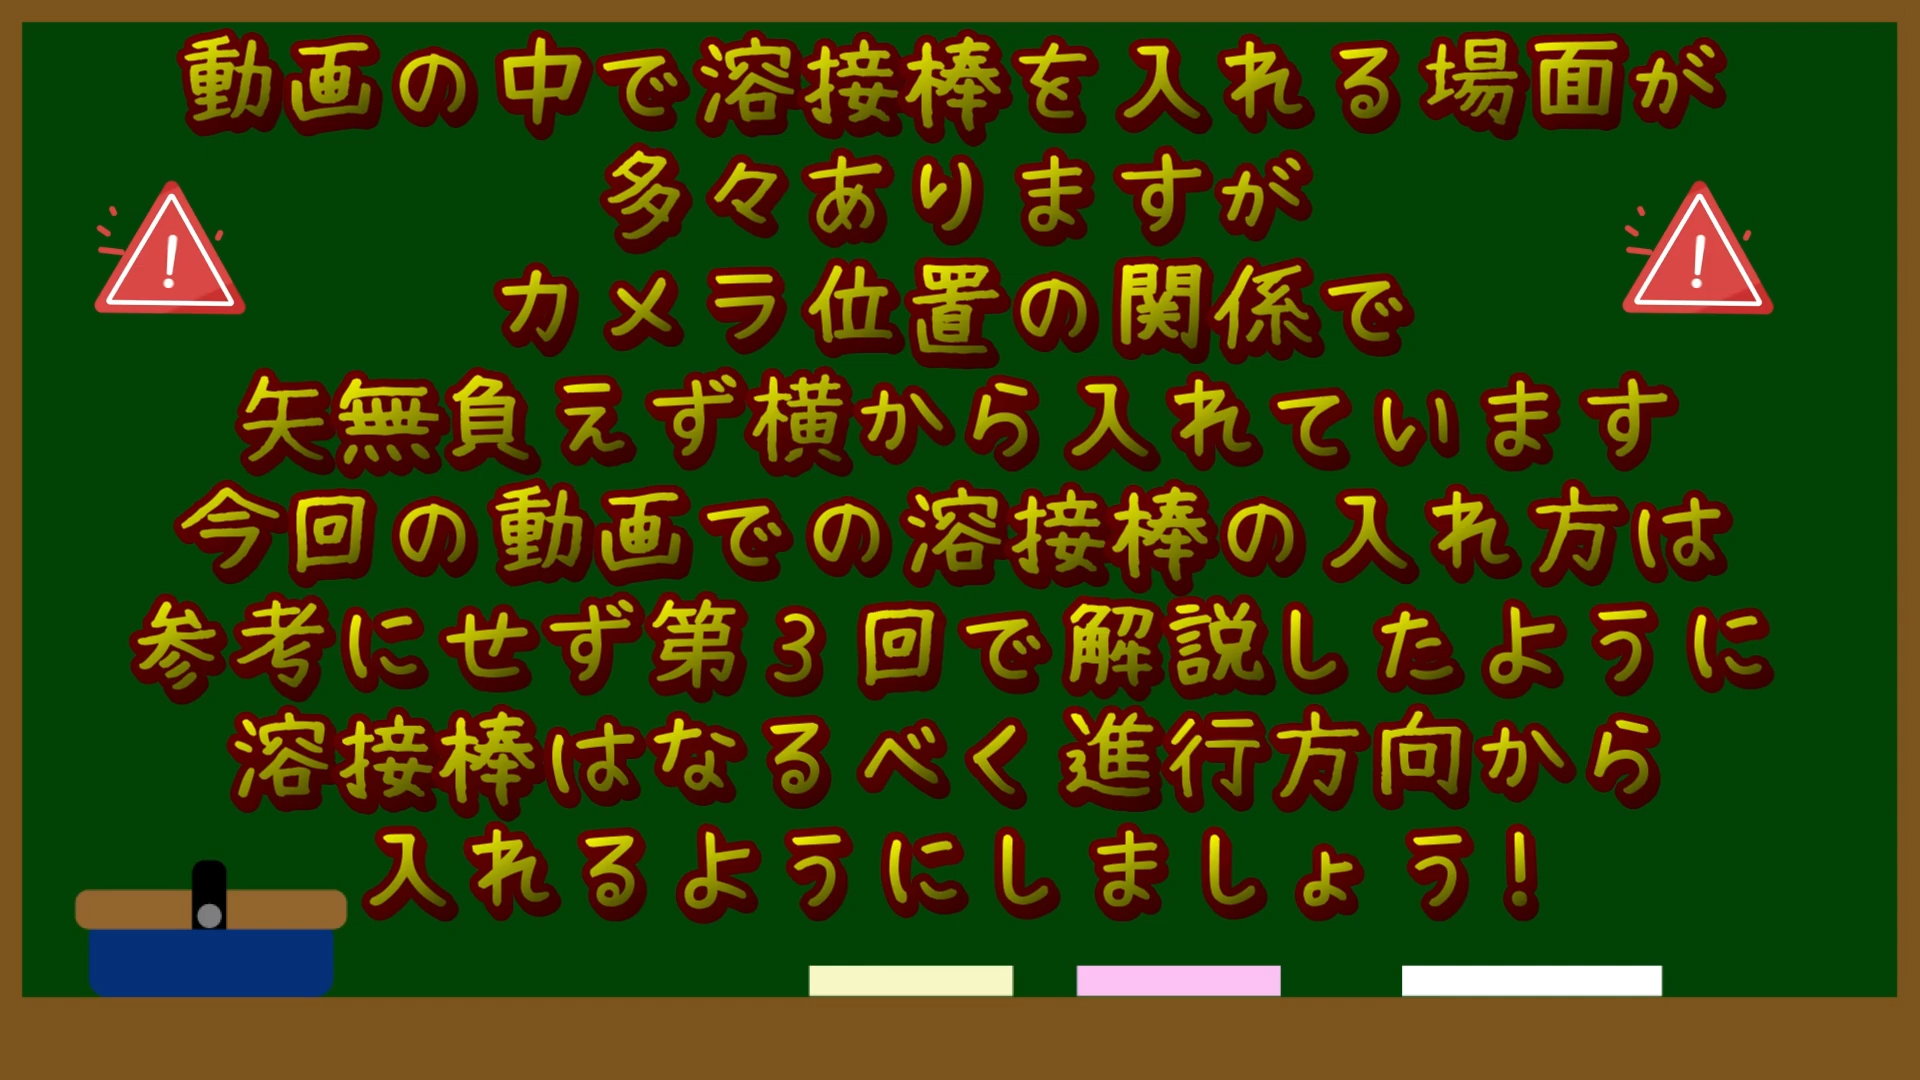 動画の中で溶接棒を入れる場面が
多々ありますが
カメラ位置の関係で
矢無負えず横から入れています
今回の動画での溶接棒の入れ方は
参考にせず第3回で解説したように
溶接棒はなるべく進行方向から
入れるようにしましょう!